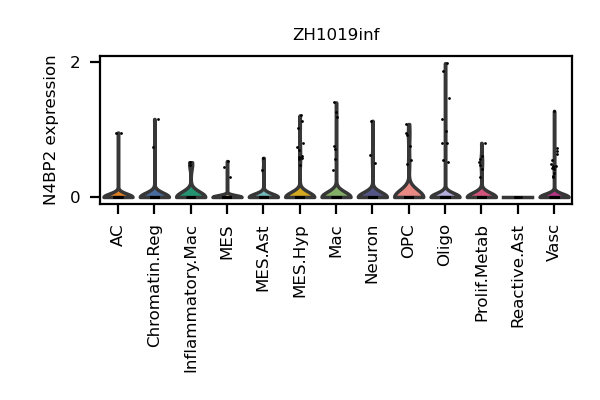 ZH1019inf
N4BP2 expression
2
0
AC
Chromatin.Reg
Inflammatory.Mac
MES
MES.Ast
MES.Hyp
Mac
Neuron
OPC
Oligo
Prolif.Metab
Reactive.Ast
Vasc